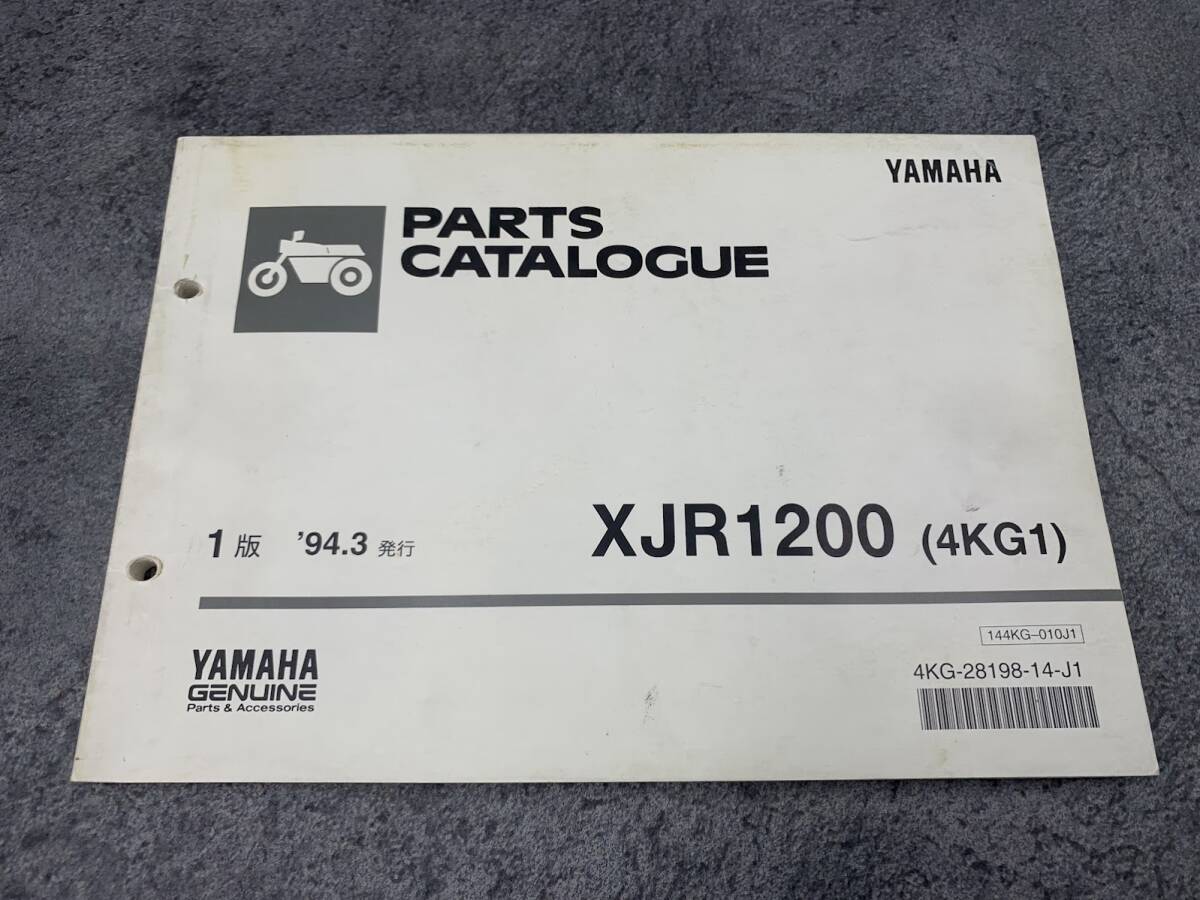 YAMAHA
PARTS
CATALOGUE
1版 '94.3 発行
XJR1200 (4KG1)
144KG-010J1
4KG-28198-14-J1
YAMAHA
GENUINE
Parts & Accessories